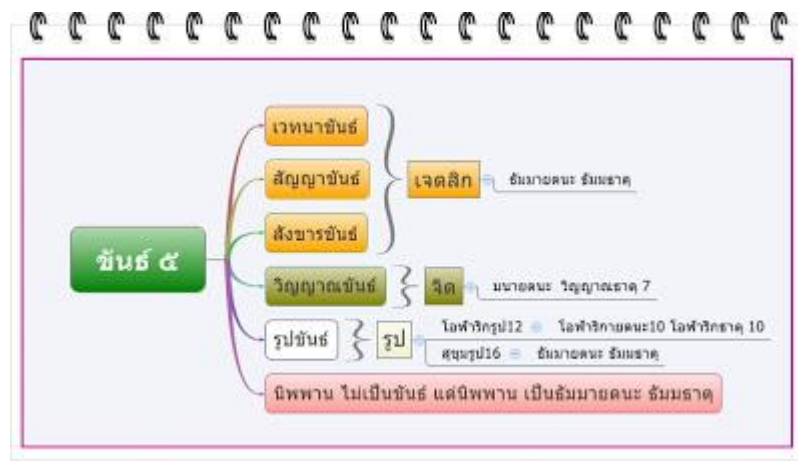 ขันธ์ ๕
เวทนาขันธ์
สัญญาขันธ์
สังขารขันธ์
เจตสิก
ธัมมายตนะ ธัมมธาตุ
วิญญาณขันธ์
จิต
มนายตนะ วิญญาณธาตุ 7
รูปขันธ์
รูป
โอฬาริกรูป12 โอฬาริกายตนะ10 โอฬาริกธาตุ 10
สุขุมรูป16 ธัมมายตนะ ธัมมธาตุ
นิพพาน ไม่เป็นขันธ์ แต่นิพพาน เป็นธัมมายตนะ ธัมมธาตุ